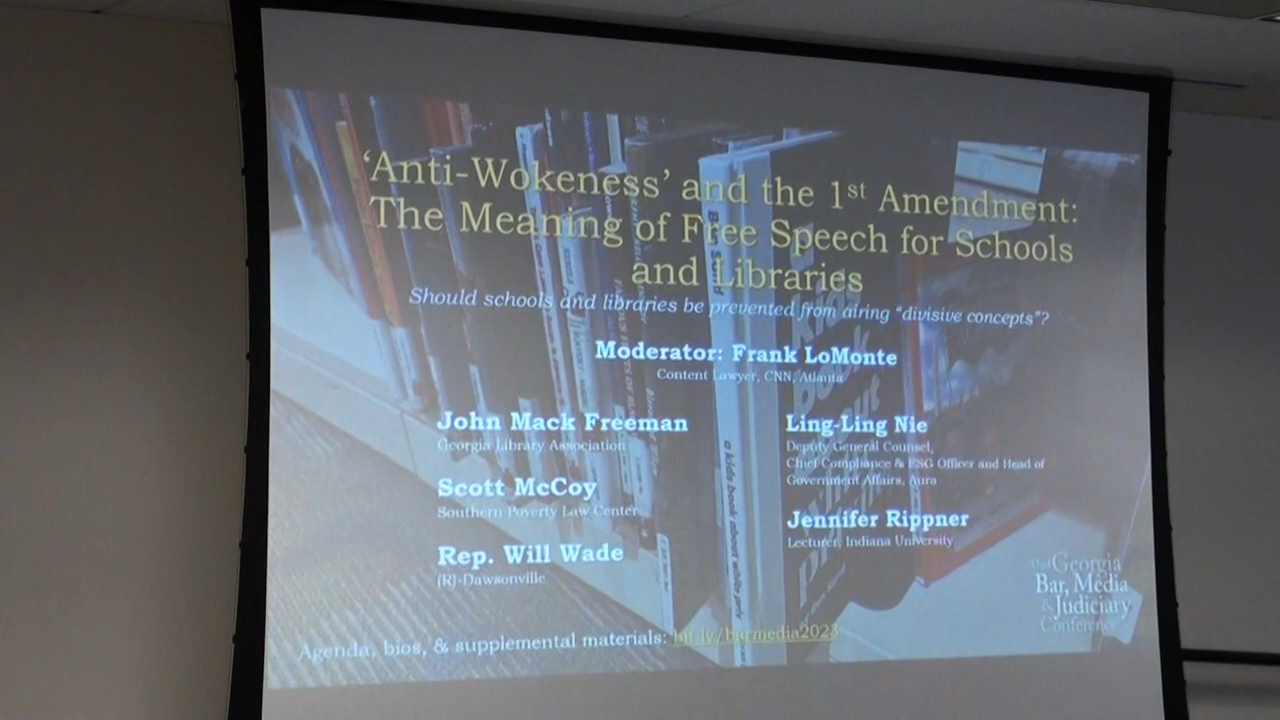 'Anti-Wokeness' and the 1st Amendment:
The Meaning of Free Speech for Schools
and Libraries
Should schools and libraries be prevented from airing "divisive concepts"?
Moderator: Frank LoMonte
Content Lawyer, CNN, Atlanta
John Mack Freeman
Georgia Library Association
Scott McCoy
Southern Poverty Law Center
Rep. Will Wade
(R)-Dawsonville
Ling-Ling Nie
Deputy General Counsel,
Chief Compliance & ESG Officer and Head of
Government Affairs, Aura
Jennifer Rippner
Lecturer, Indiana University
Georgia
Bar, Media
& Judiciary
Conference
Agenda, bios, & supplemental materials: bit.ly/barmedia2023
a kids book about white privi